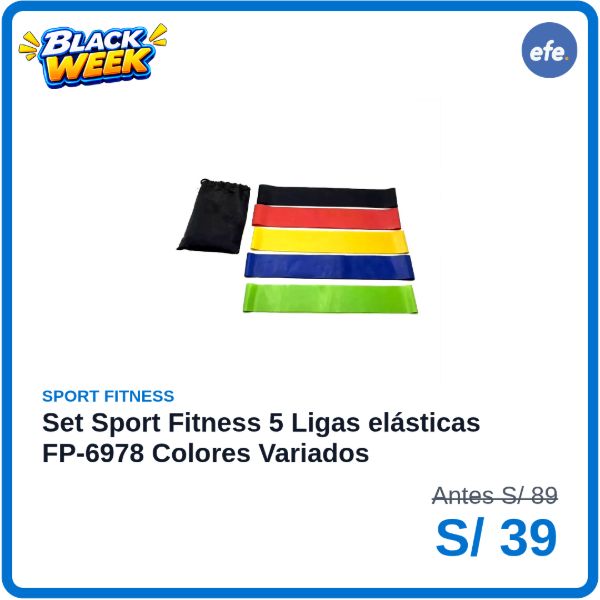 BLACK
WEEK
efe.
SPORT FITNESS
Set Sport Fitness 5 Ligas elásticas
FP-6978 Colores Variados
Antes S/ 89
S/ 39